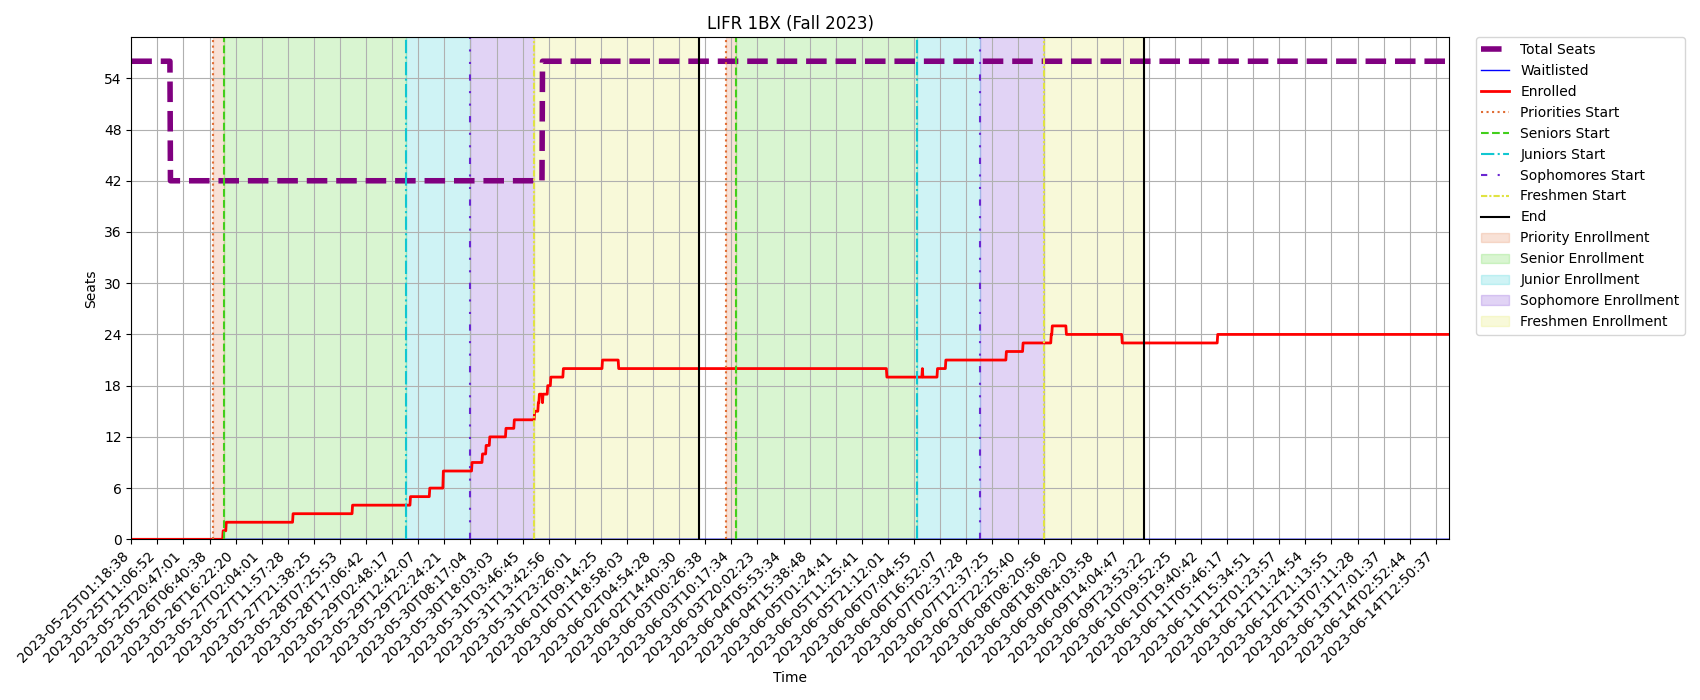 LIFR 1BX (Fall 2023)
Total Seats
Waitlisted
Enrolled
Priorities Start
Seniors Start
Juniors Start
Sophomores Start
Freshmen Start
End
Priority Enrollment
Senior Enrollment
Junior Enrollment
Sophomore Enrollment
Freshmen Enrollment
Seats
54
48
42
36
30
24
18
12
6
0
2023-05-25T01:18:38
2023-05-25T11:06:52
2023-05-25T20:47:01
2023-05-26T06:40:38
2023-05-26T16:22:20
2023-05-27T02:04:01
2023-05-27T11:57:28
2023-05-27T21:38:25
2023-05-28T07:25:53
2023-05-28T17:06:42
2023-05-29T02:48:17
2023-05-29T12:42:07
2023-05-29T22:24:21
2023-05-30T08:17:04
2023-05-30T18:03:03
2023-05-31T03:46:45
2023-05-31T13:42:56
2023-05-31T23:26:01
2023-06-01T09:14:25
2023-06-01T18:58:03
2023-06-02T04:54:28
2023-06-02T14:40:30
2023-06-03T00:26:38
2023-06-03T10:17:34
2023-06-03T20:02:23
2023-06-04T05:53:34
2023-06-04T15:38:48
2023-06-05T01:24:41
2023-06-05T11:25:41
2023-06-05T21:12:01
2023-06-06T07:04:55
2023-06-06T16:52:07
2023-06-07T02:37:28
2023-06-07T12:37:25
2023-06-07T22:25:40
2023-06-08T08:20:56
2023-06-08T18:08:20
2023-06-09T04:03:58
2023-06-09T14:04:47
2023-06-09T23:53:22
2023-06-10T09:52:25
2023-06-10T19:40:42
2023-06-11T05:46:17
2023-06-11T15:34:51
2023-06-12T01:23:57
2023-06-12T11:24:54
2023-06-12T21:13:55
2023-06-13T07:11:28
2023-06-13T17:01:37
2023-06-14T02:52:44
2023-06-14T12:50:37
Time